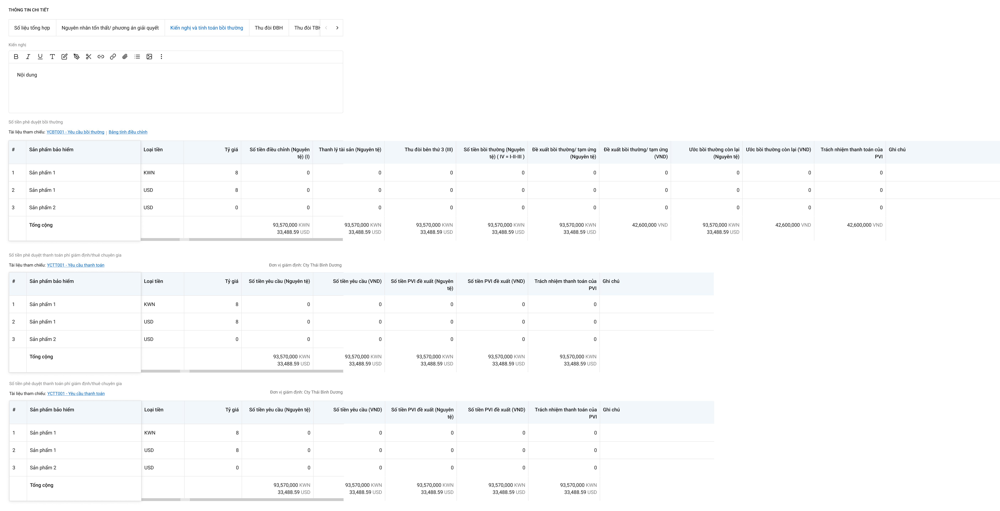 THÔNG TIN CHI TIẾT
Số liệu tổng hợp Nguyên nhân tổn thất/ phương án giải quyết Kiến nghị và tính toán bồi thường Thu đòi ĐBH Thu đòi TBH
Kiến nghị
Nội dung
Số tiền phê duyệt bồi thường
Tài liệu tham chiếu: YCBT001 - Yêu cầu bồi thường | Bảng tính điều chỉnh
# Sản phẩm bảo hiểm Loại tiền Tỷ giá Số tiền điều chỉnh (Nguyên Thanh lý tài sản (Nguyên tệ) Thu đòi bên thứ 3 (III) Số tiền bồi thường (Nguyên Đề xuất bồi thường/ tạm ứng Đề xuất bồi thường/ tạm ứng Ước bồi thường còn lại Ước bồi thường còn lại (VND) Trách nhiệm thanh toán của Ghi chú
tệ) (I) tệ) ( IV = I-II-III ) (Nguyên tệ) (VND) (Nguyên tệ) PVI
1 Sản phẩm 1 KWN 8 0 0 0 0 0 0 0 0 0
2 Sản phẩm 1 USD 8 0 0 0 0 0 0 0 0 0
3 Sản phẩm 2 USD 0 0 0 0 0 0 0 0 0 0
Tổng cộng 93,570,000 KWN 93,570,000 KWN 93,570,000 KWN 93,570,000 KWN 93,570,000 KWN 42,600,000 VND 93,570,000 KWN 42,600,000 VND 42,600,000 VND
33,488.59 USD 33,488.59 USD 33,488.59 USD 33,488.59 USD 33,488.59 USD 33,488.59 USD
Số tiền phê duyệt thanh toán phí giám định/thuê chuyên gia
Tài liệu tham chiếu: YCTT001 - Yêu cầu thanh toán Đơn vị giám định: Cty Thái Bình Dương
# Sản phẩm bảo hiểm Loại tiền Tỷ giá Số tiền yêu cầu (Nguyên tệ) Số tiền yêu cầu (VND) Số tiền PVI đề xuất (Nguyên Số tiền PVI đề xuất (VND) Trách nhiệm thanh toán của Ghi chú
tệ) PVI
1 Sản phẩm 1 KWN 8 0 0 0 0 0
2 Sản phẩm 1 USD 8 0 0 0 0 0
3 Sản phẩm 2 USD 0 0 0 0 0 0
Tổng cộng 93,570,000 KWN 93,570,000 KWN 93,570,000 KWN 93,570,000 KWN 93,570,000 KWN
33,488.59 USD 33,488.59 USD 33,488.59 USD 33,488.59 USD 33,488.59 USD
Số tiền phê duyệt thanh toán phí giám định/thuê chuyên gia
Tài liệu tham chiếu: YCTT001 - Yêu cầu thanh toán Đơn vị giám định: Cty Thái Bình Dương
# Sản phẩm bảo hiểm Loại tiền Tỷ giá Số tiền yêu cầu (Nguyên tệ) Số tiền yêu cầu (VND) Số tiền PVI đề xuất (Nguyên Số tiền PVI đề xuất (VND) Trách nhiệm thanh toán của Ghi chú
tệ) PVI
1 Sản phẩm 1 KWN 8 0 0 0 0 0
2 Sản phẩm 1 USD 8 0 0 0 0 0
3 Sản phẩm 2 USD 0 0 0 0 0 0
Tổng cộng 93,570,000 KWN 93,570,000 KWN 93,570,000 KWN 93,570,000 KWN 93,570,000 KWN
33,488.59 USD 33,488.59 USD 33,488.59 USD 33,488.59 USD 33,488.59 USD